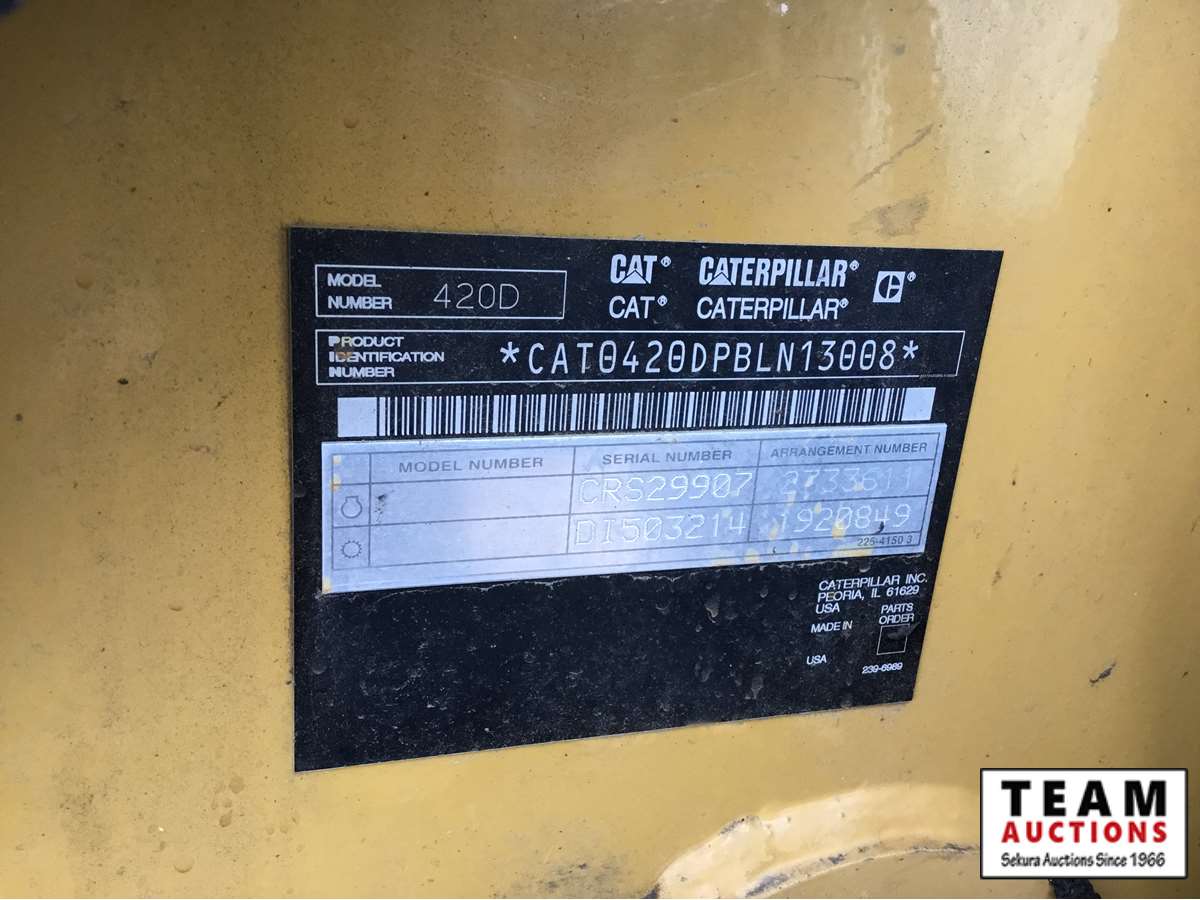 MODEL NUMBER 420D
CAT® CATERPILLAR®
CAT® CATERPILLAR®
PRODUCT IDENTIFICATION NUMBER *CAT0420DPBLN13008*
MODEL NUMBER SERIAL NUMBER ARRANGEMENT NUMBER
CRS29907 2733611
DI503214 1920849
225-4150 3
CATERPILLAR INC.
PEORIA, IL 61629
USA
PARTS ORDER
MADE IN
USA
239-6989
TEAM
AUCTIONS
Sekura Auctions Since 1966